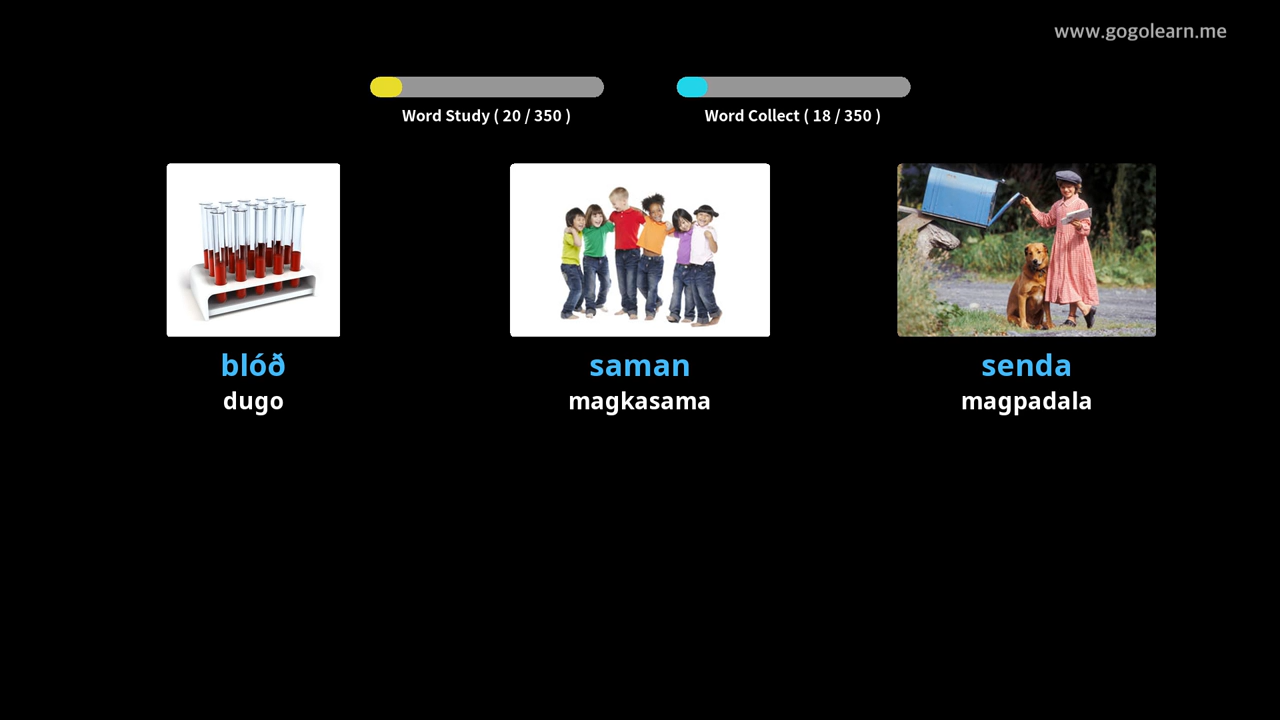 www.gogolearn.me
Word Study ( 20 / 350 )
Word Collect ( 18 / 350 )
blóð
dugo
saman
magkasama
senda
magpadala